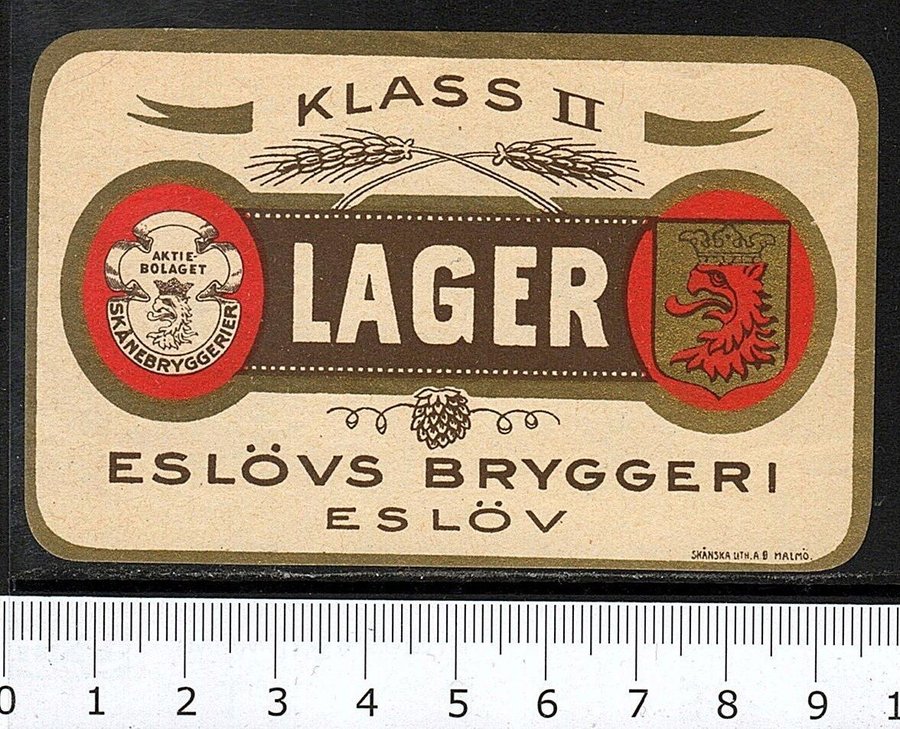 KLASS II
AKTIE-
BOLAGET
SKÅNEBRYGGERIER
LAGER
ESLÖVS BRYGGERI
ESLÖV
SKÅNSKA LITH. A.B MALMÖ.
0 1 2 3 4 5 6 7 8 9 1